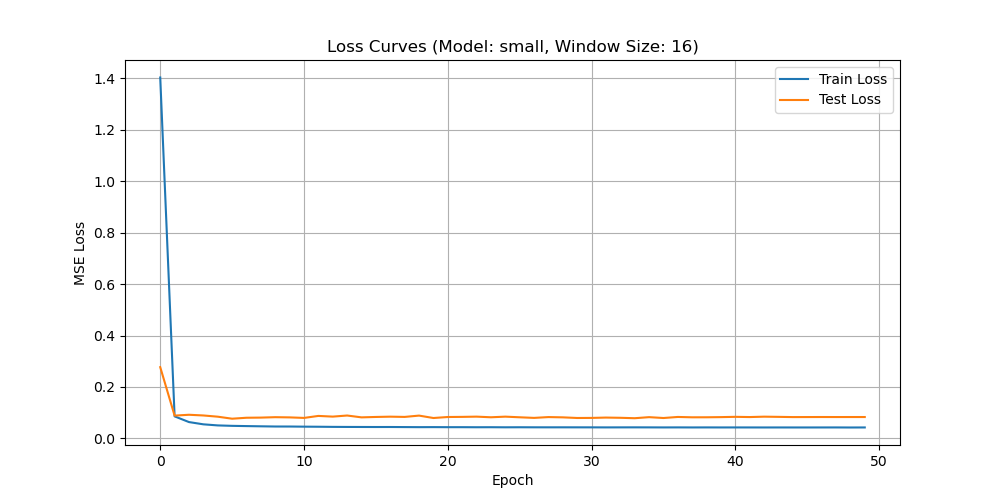 Loss Curves (Model: small, Window Size: 16)
Train Loss
Test Loss
MSE Loss
1.4
1.2
1.0
0.8
0.6
0.4
0.2
0.0
0 10 20 30 40 50
Epoch